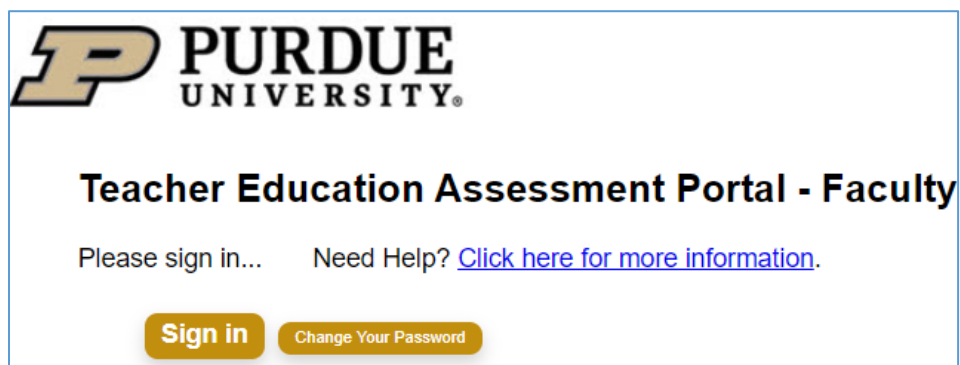 PURDUE
UNIVERSITY®
Teacher Education Assessment Portal - Faculty
Please sign in... Need Help? Click here for more information.
Sign in Change Your Password